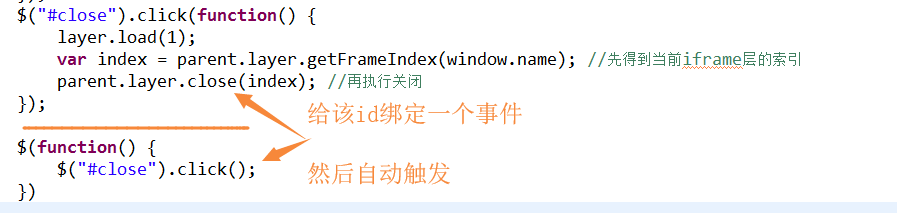 $("#close").click(function() {
layer.load(1);
var index = parent.layer.getFrameIndex(window.name); //先得到当前iframe层的索引
parent.layer.close(index); //再执行关闭
});
给该id绑定一个事件
$(function() {
$("#close").click();
然后自动触发
})